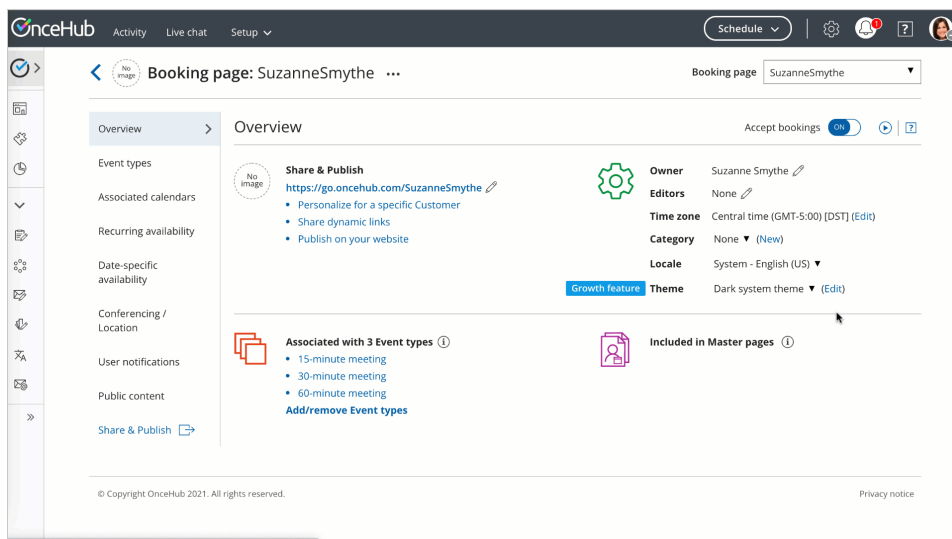 OnceHub Activity Live chat Setup Schedule 1 ?
No image Booking page: SuzanneSmythe ... Booking page SuzanneSmythe
Overview
Event types
Associated calendars
Recurring availability
Date-specific
availability
Conferencing /
Location
User notifications
Public content
Share & Publish
Overview Accept bookings ON ?
No image
Share & Publish
https://go.oncehub.com/SuzanneSmythe
• Personalize for a specific Customer
• Share dynamic links
• Publish on your website
Owner Suzanne Smythe
Editors None
Time zone Central time (GMT-5:00) [DST] (Edit)
Category None ▼ (New)
Locale System - English (US) ▼
Growth feature Theme Dark system theme ▼ (Edit)
Associated with 3 Event types i
• 15-minute meeting
• 30-minute meeting
• 60-minute meeting
Add/remove Event types
Included in Master pages i
© Copyright OnceHub 2021. All rights reserved. Privacy notice